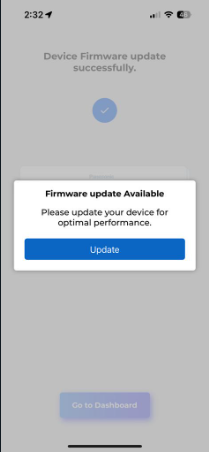 2:32
Device Firmware update
successfully.
Firmware update Available
Please update your device for
optimal performance.
Update
Go to Dashboard